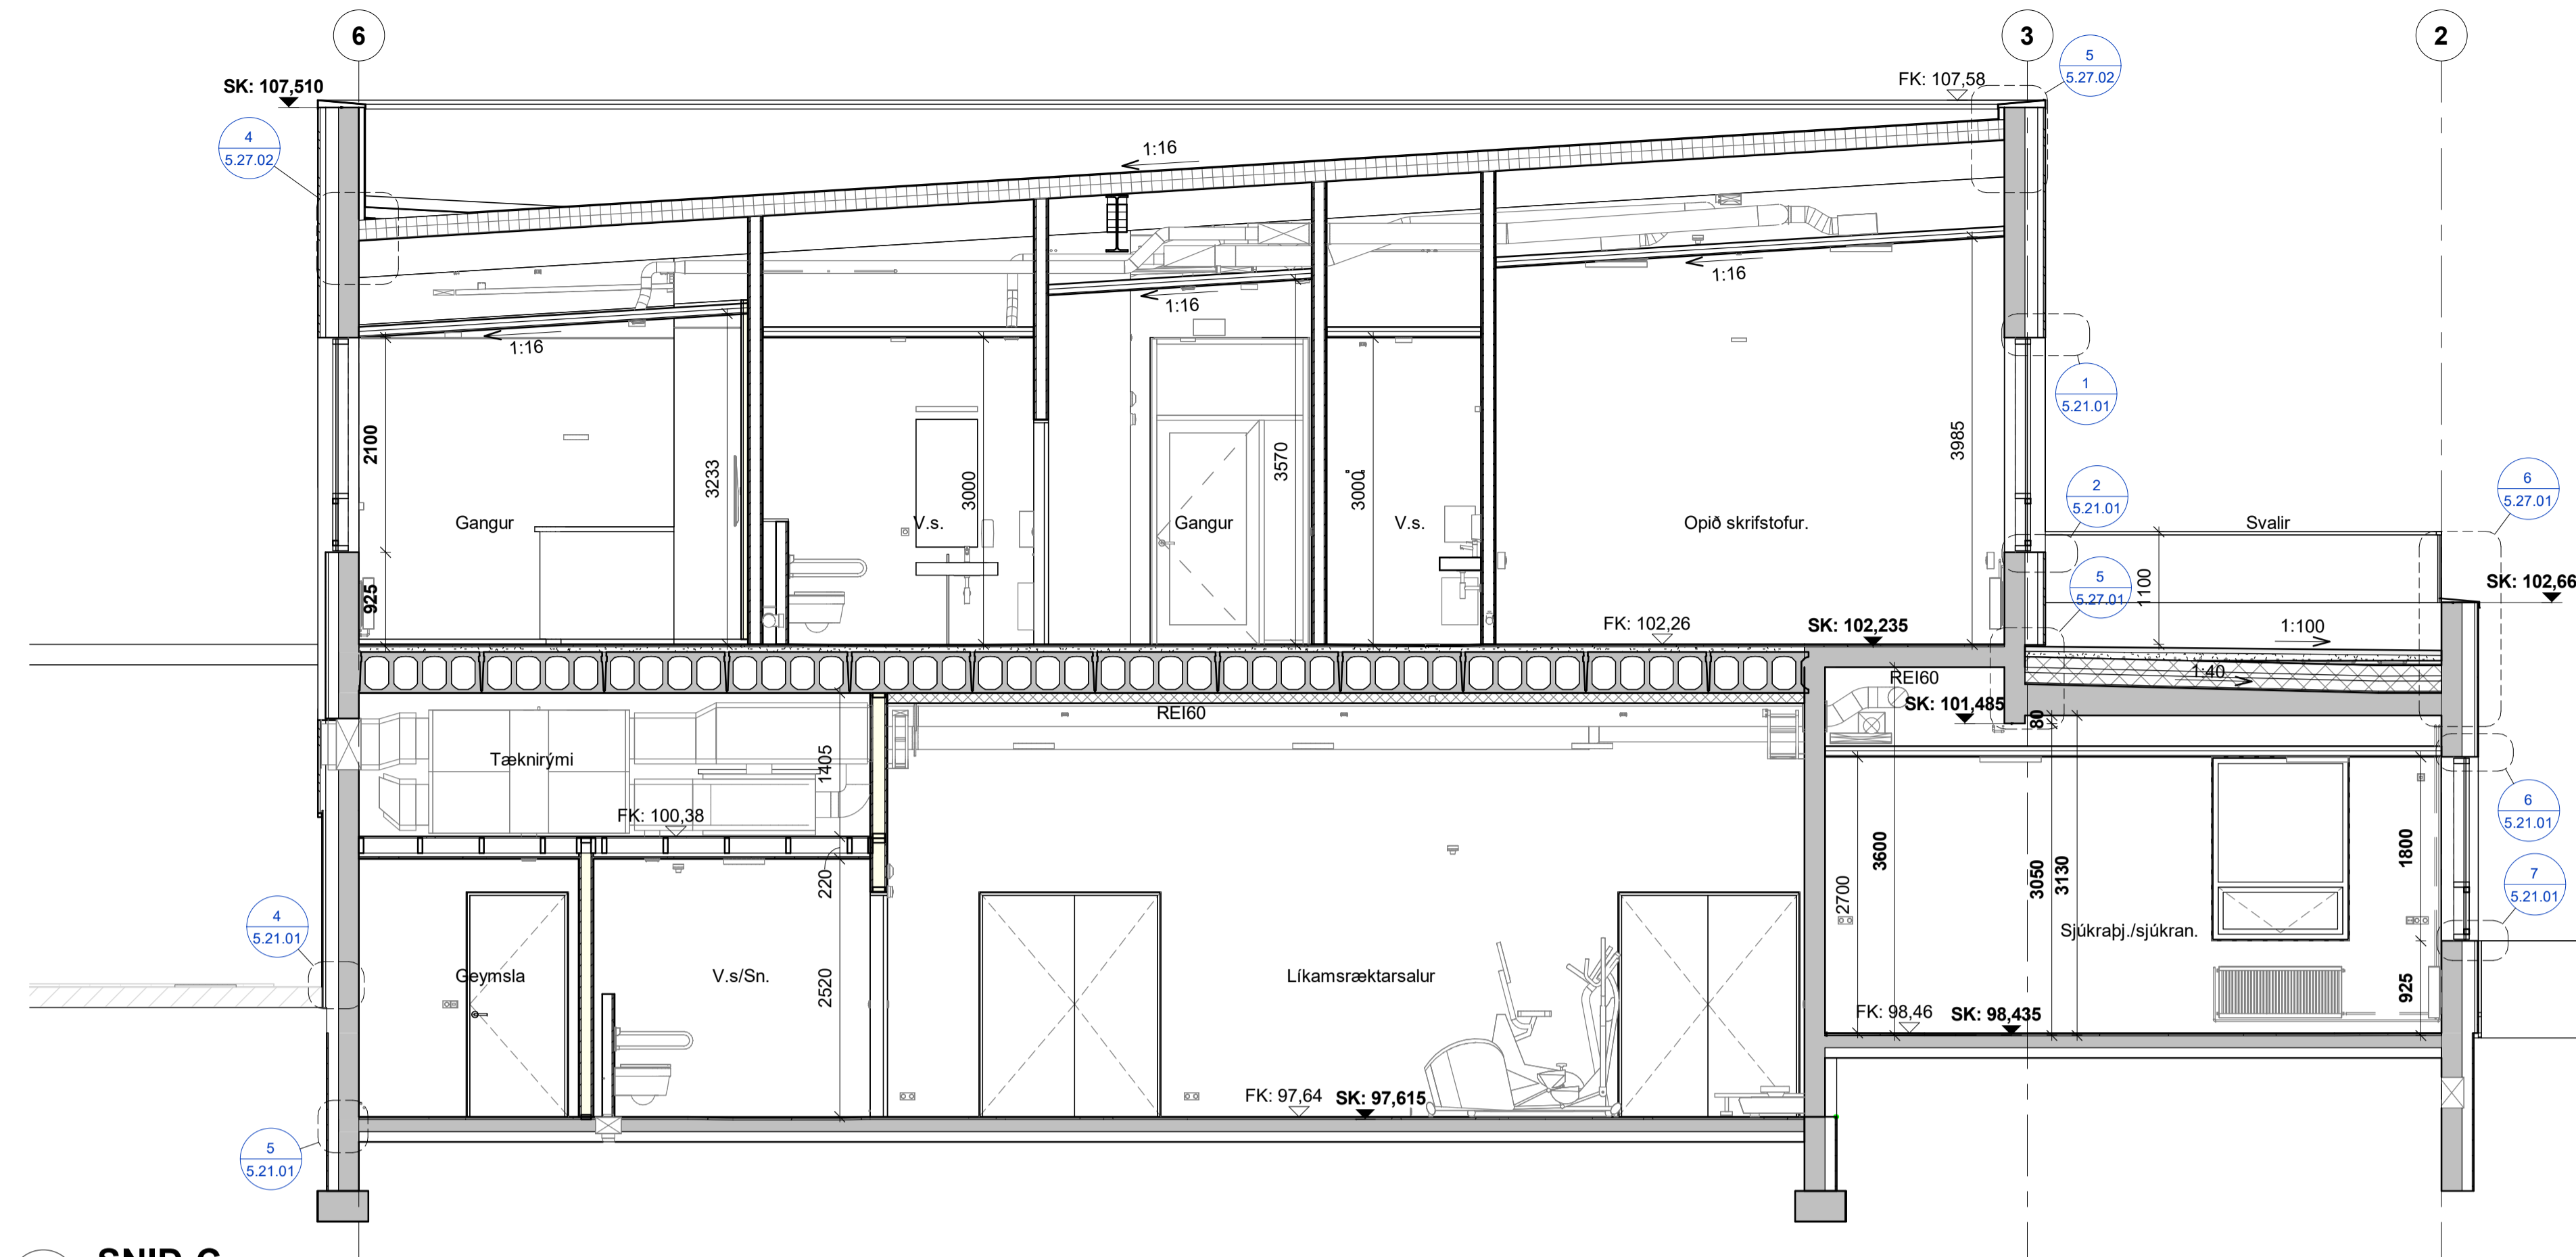 6
3
2
SK: 107,510
FK: 107,58
5
5.27.02
4
5.27.02
1:16
1:16
1:16
1:16
1
5.21.01
2100
3233
3000
3570
3000
3985
2
5.21.01
6
5.27.01
Gangur
V.s.
Gangur
V.s.
Opið skrifstofur.
Svalir
925
5
5.27.01
1100
SK: 102,66
FK: 102,26
SK: 102,235
1:100
1:40
REI60
REI60
SK: 101,485
80
Tæknirými
1405
FK: 100,38
6
5.21.01
220
2700
3600
3050
3130
1800
7
5.21.01
4
5.21.01
Sjúkraþj./sjúkran.
Geymsla
V.s/Sn.
2520
Líkamsræktarsalur
925
FK: 98,46
SK: 98,435
FK: 97,64
SK: 97,615
5
5.21.01